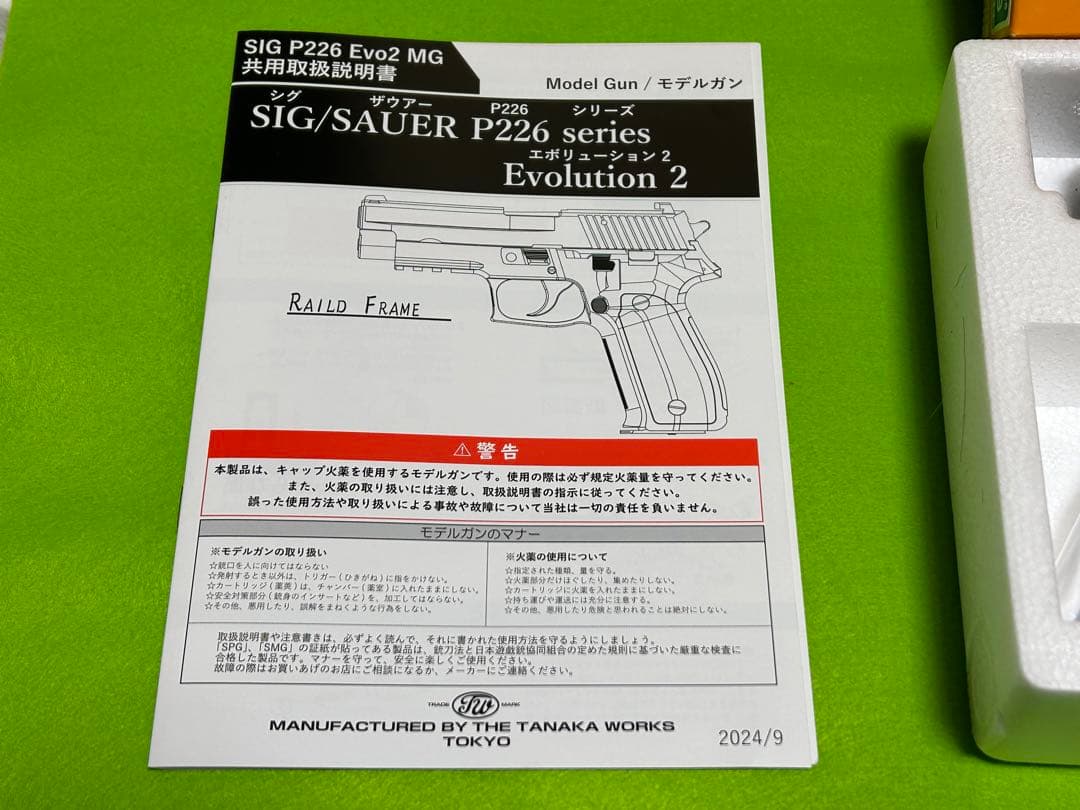 SIG P226 Evo2 MG
共用取扱説明書
Model Gun / モデルガン
シグ ザウアー P226 シリーズ
SIG/SAUER P226 series
エボリューション 2
Evolution 2
RAILD FRAME
⚠警告
本製品は、キャップ火薬を使用するモデルガンです。使用の際は必ず規定火薬量を守ってください。
また、火薬の取り扱いには注意し、取扱説明書の指示に従ってください。
誤った使用方法や取り扱いによる事故や故障について当社は一切の責任を負いません。
モデルガンのマナー
※モデルガンの取り扱い
☆銃口を人に向けてはならない
☆発射するとき以外は、トリガー(ひきがね)に指をかけない。
☆カートリッジ(薬莢)は、チャンバー(薬室)に入れたままにしない。
☆安全対策部分(銃身のインサートなど)を、加工してはならない。
☆その他、悪用したり、誤解をまねくような行為をしない。
※火薬の使用について
☆指定された種類、量を守る。
☆火薬部分だけほぐしたり、集めたりしない。
☆カートリッジに火薬を入れたままにしない。
☆持ち運びや運送には充分に注意する。
☆その他、悪用したり危険と思われることは絶対にしない。
取扱説明書や注意書きは、必ずよく読んで、それに書かれた使用方法を守るようにしましょう。
「SPG」、「SMG」の証紙が貼ってある製品は、銃刀法と日本遊戯銃協同組合の定めた規則に基づいた厳重な検査に
合格した製品です。マナーを守って、安全に楽しくご使用ください。
故障の際はお買いあげのお店にご相談になるか、メーカーにご連絡ください。
TRADE TW MARK
MANUFACTURED BY THE TANAKA WORKS
TOKYO
2024/9